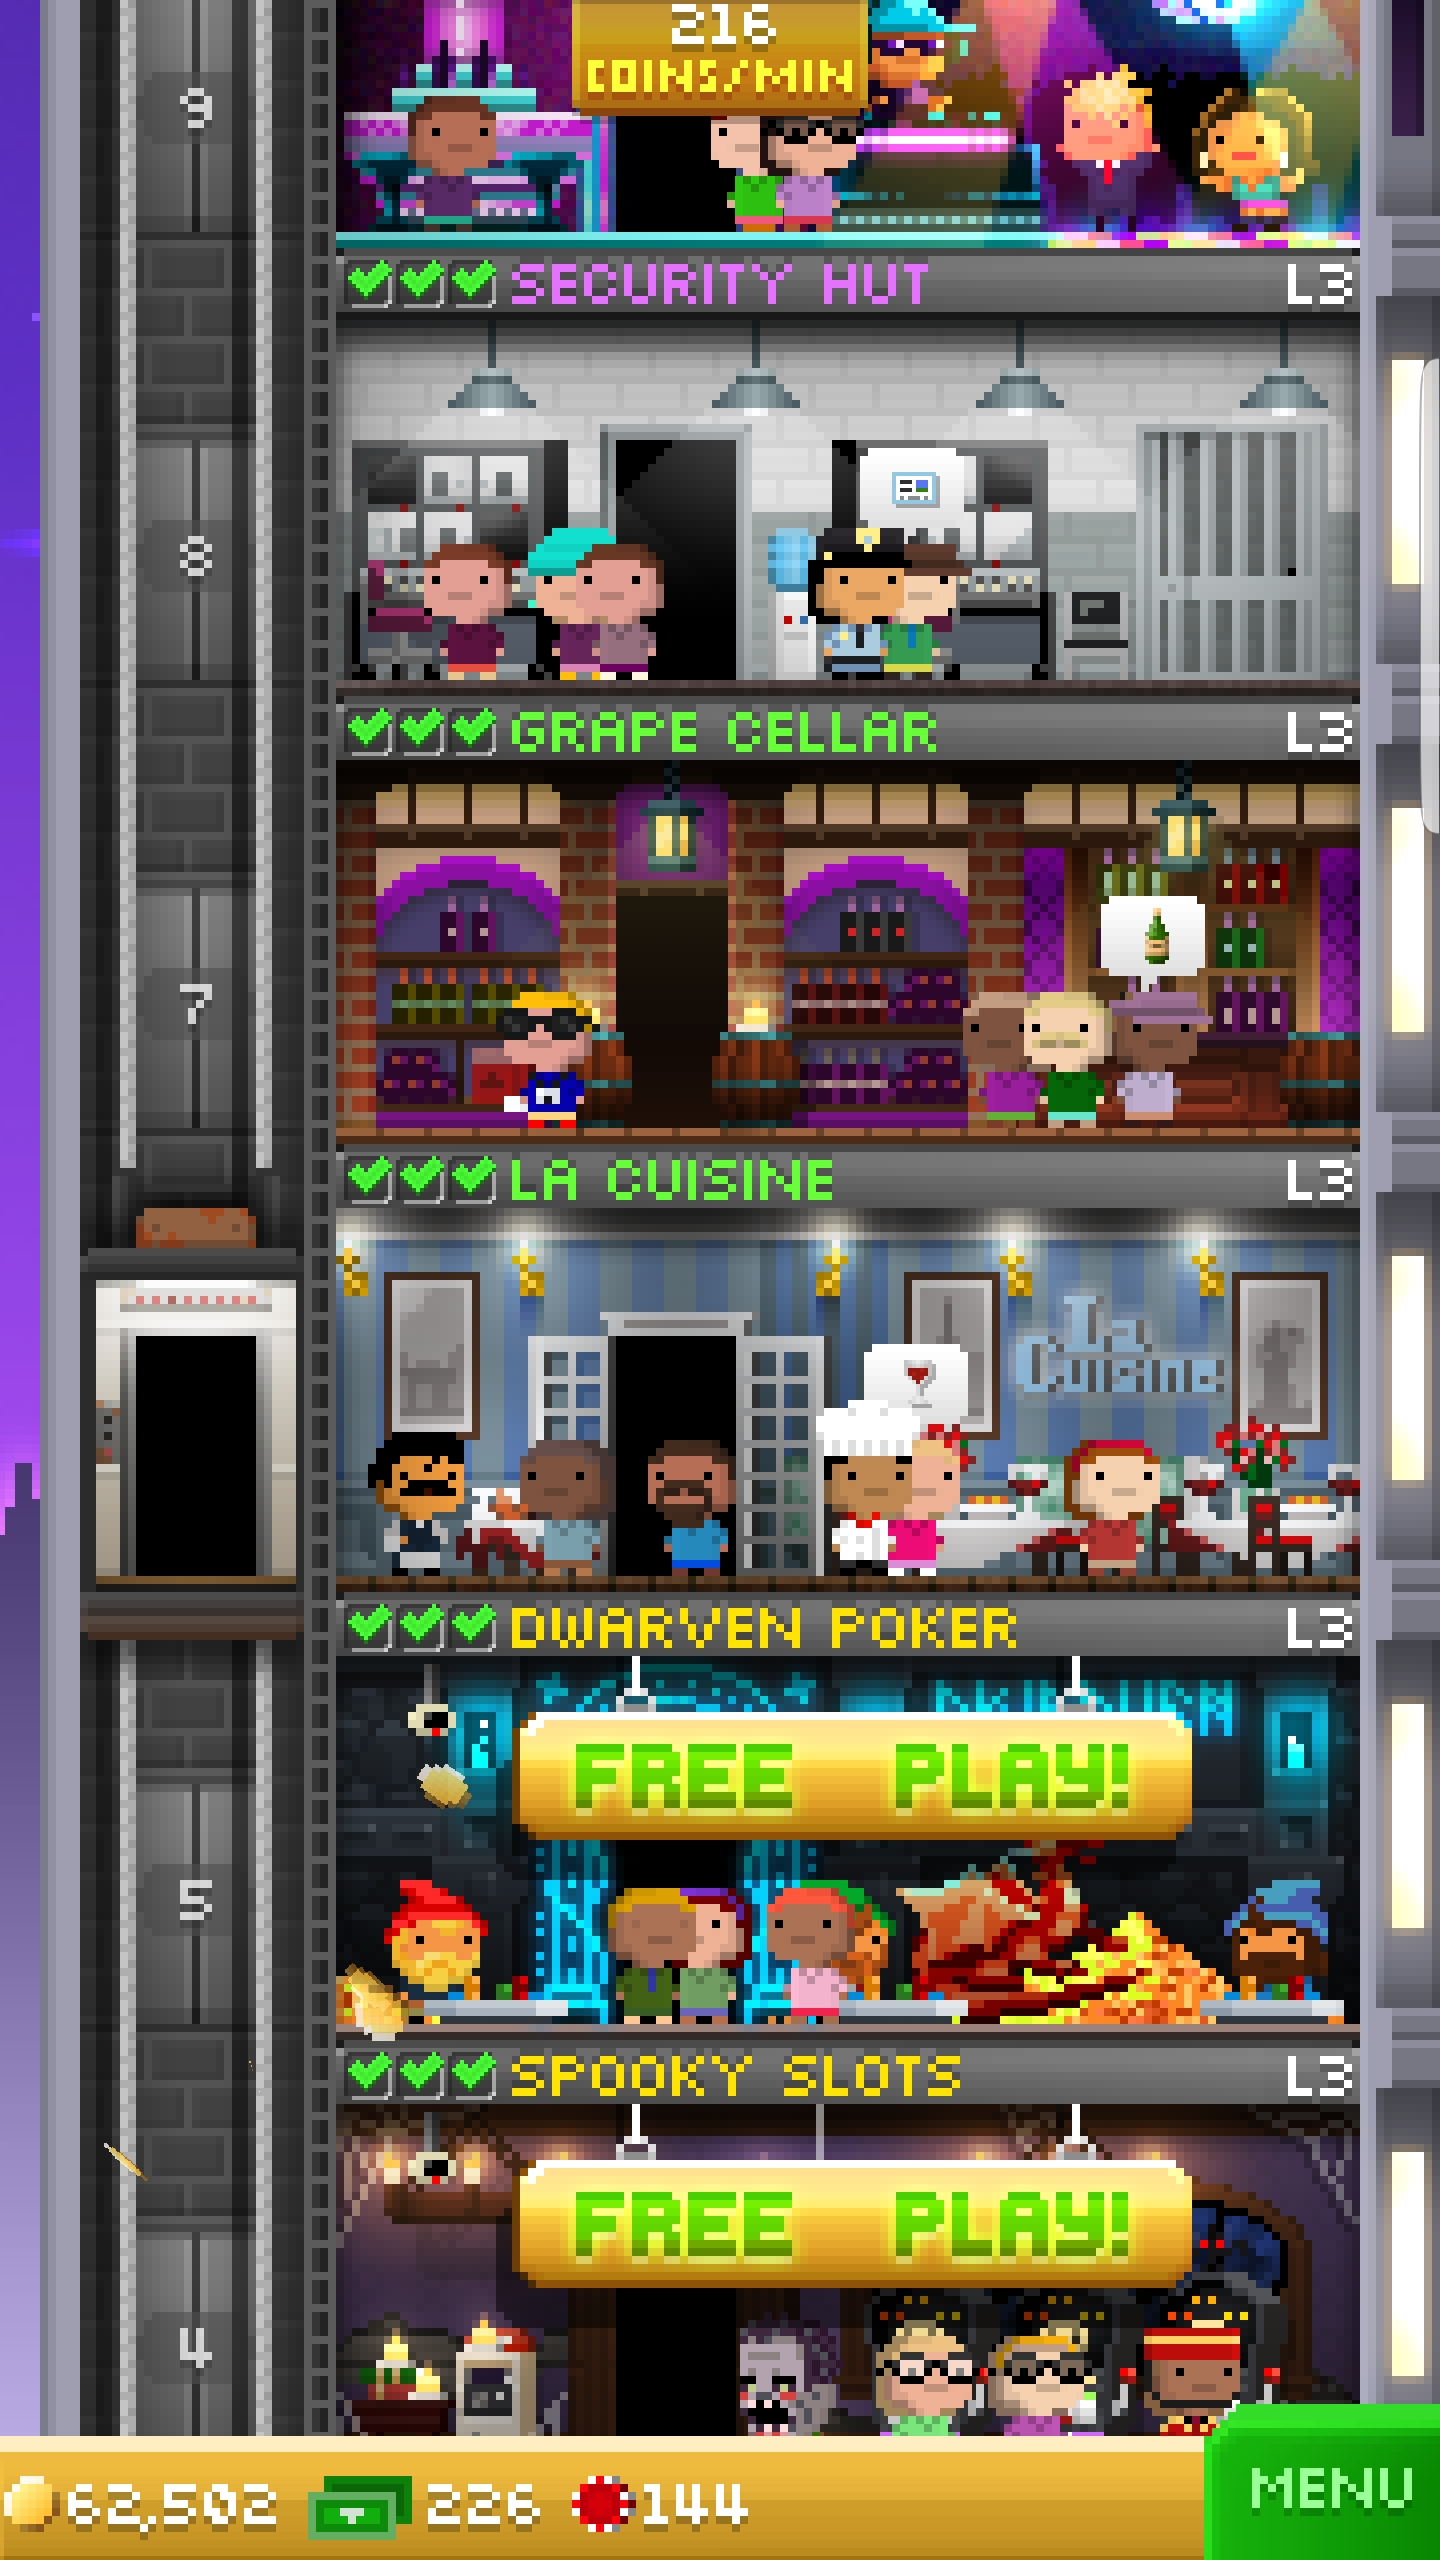 216
COINS/MIN
9
SECURITY HUT L3
8
GRAPE CELLAR L3
7
LA CUISINE L3
La
Cuisine
DWARVEN POKER L3
FREE PLAY!
5
SPOOKY SLOTS L3
FREE PLAY!
4
62,502 226 144
MENU